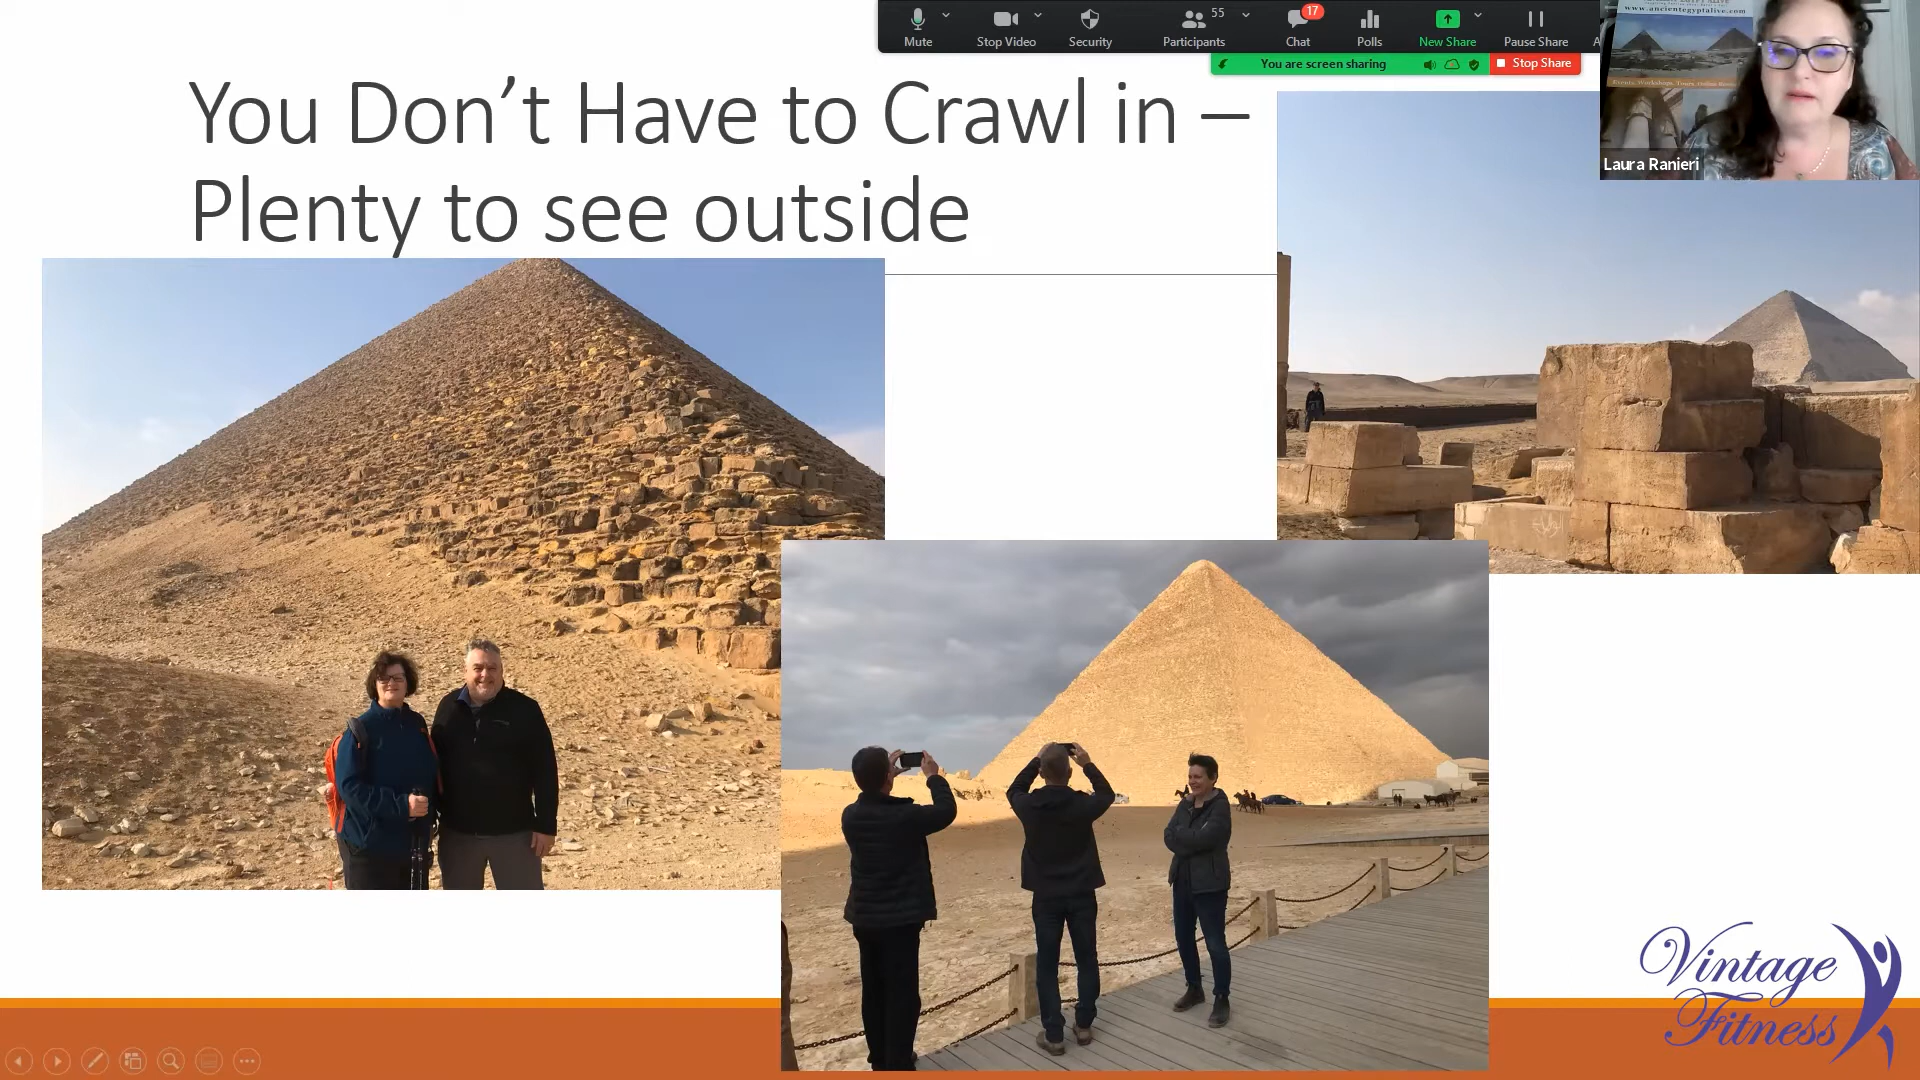 Mute
Stop Video
Security
55
Participants
17
Chat
Polls
New Share
Pause Share
You are screen sharing
Stop Share
www.ancientegyptalive.com
Laura Ranieri
You Don’t Have to Crawl in –
Plenty to see outside
Vintage
Fitness